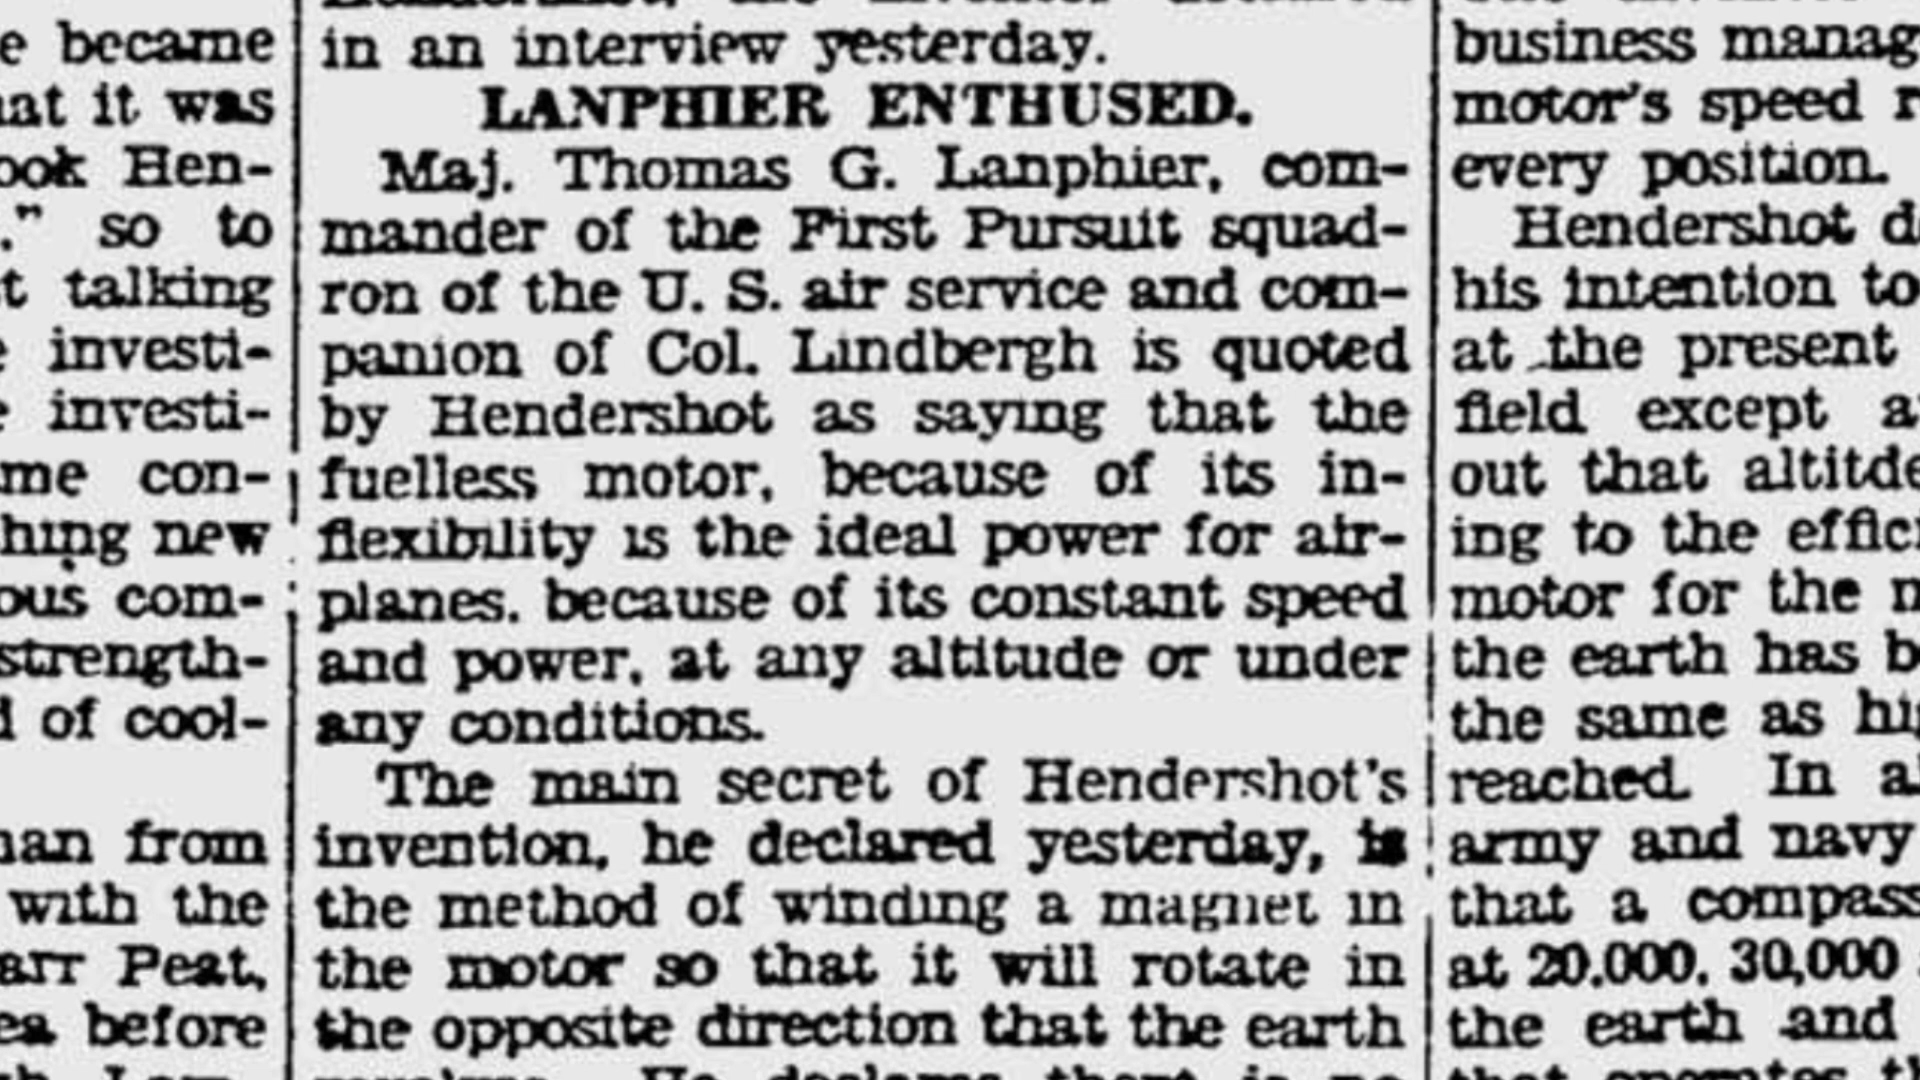 e became
hat it was
ook Hen-
." so to
t talking
e investi-
e investi-
me con-
hing new
ous com-
strength-
d of cool-
han from
with the
arr Peat,
ea before
in an interview yesterday.
LANPHIER ENTHUSED.
Maj. Thomas G. Lanphier, com-
mander of the First Pursuit squad-
ron of the U. S. air service and com-
panion of Col. Lindbergh is quoted
by Hendershot as saying that the
fuelless motor, because of its in-
flexibility is the ideal power for air-
planes, because of its constant speed
and power, at any altitude or under
any conditions.
The main secret of Hendershot's
invention, he declared yesterday, is
the method of winding a magnet in
the motor so that it will rotate in
the opposite direction that the earth
business manag
motor's speed r
every position.
Hendershot d
his intention to
at the present
field except a
out that altitde
ing to the effici
motor for the m
the earth has b
the same as hi
reached. In al
army and navy
that a compass
at 20,000, 30,000
the earth and